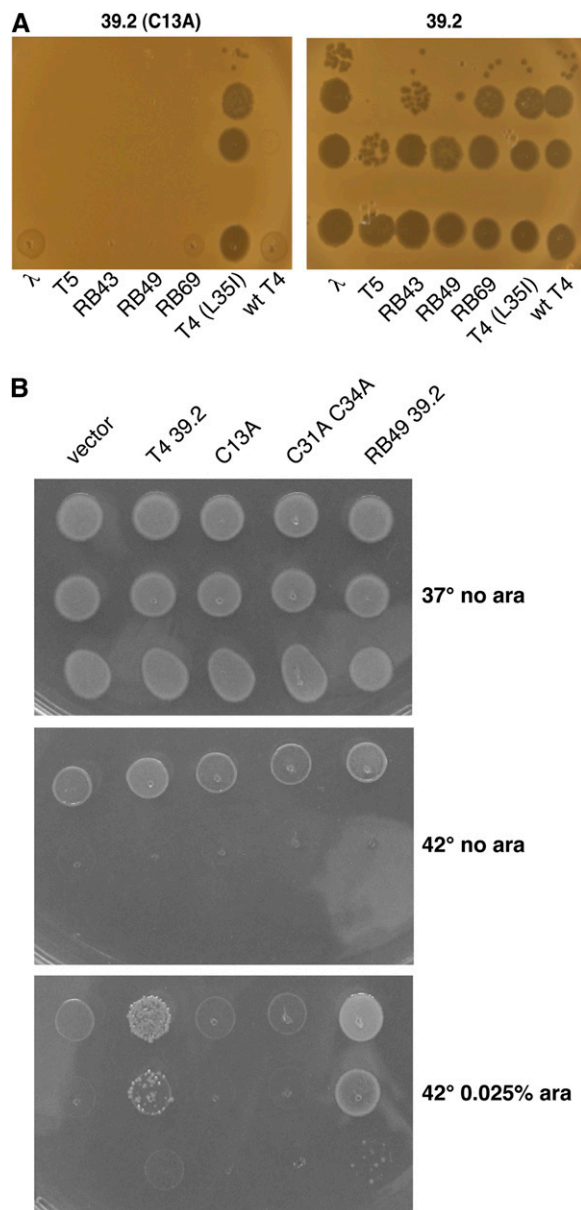 A
39.2 (C13A)
39.2
λ T5 RB43 RB49 RB69 T4 (L35I) wt T4
λ T5 RB43 RB49 RB69 T4 (L35I) wt T4
B
vector T4 39.2 C13A C31A C34A RB49 39.2
37° no ara
42° no ara
42° 0.025% ara